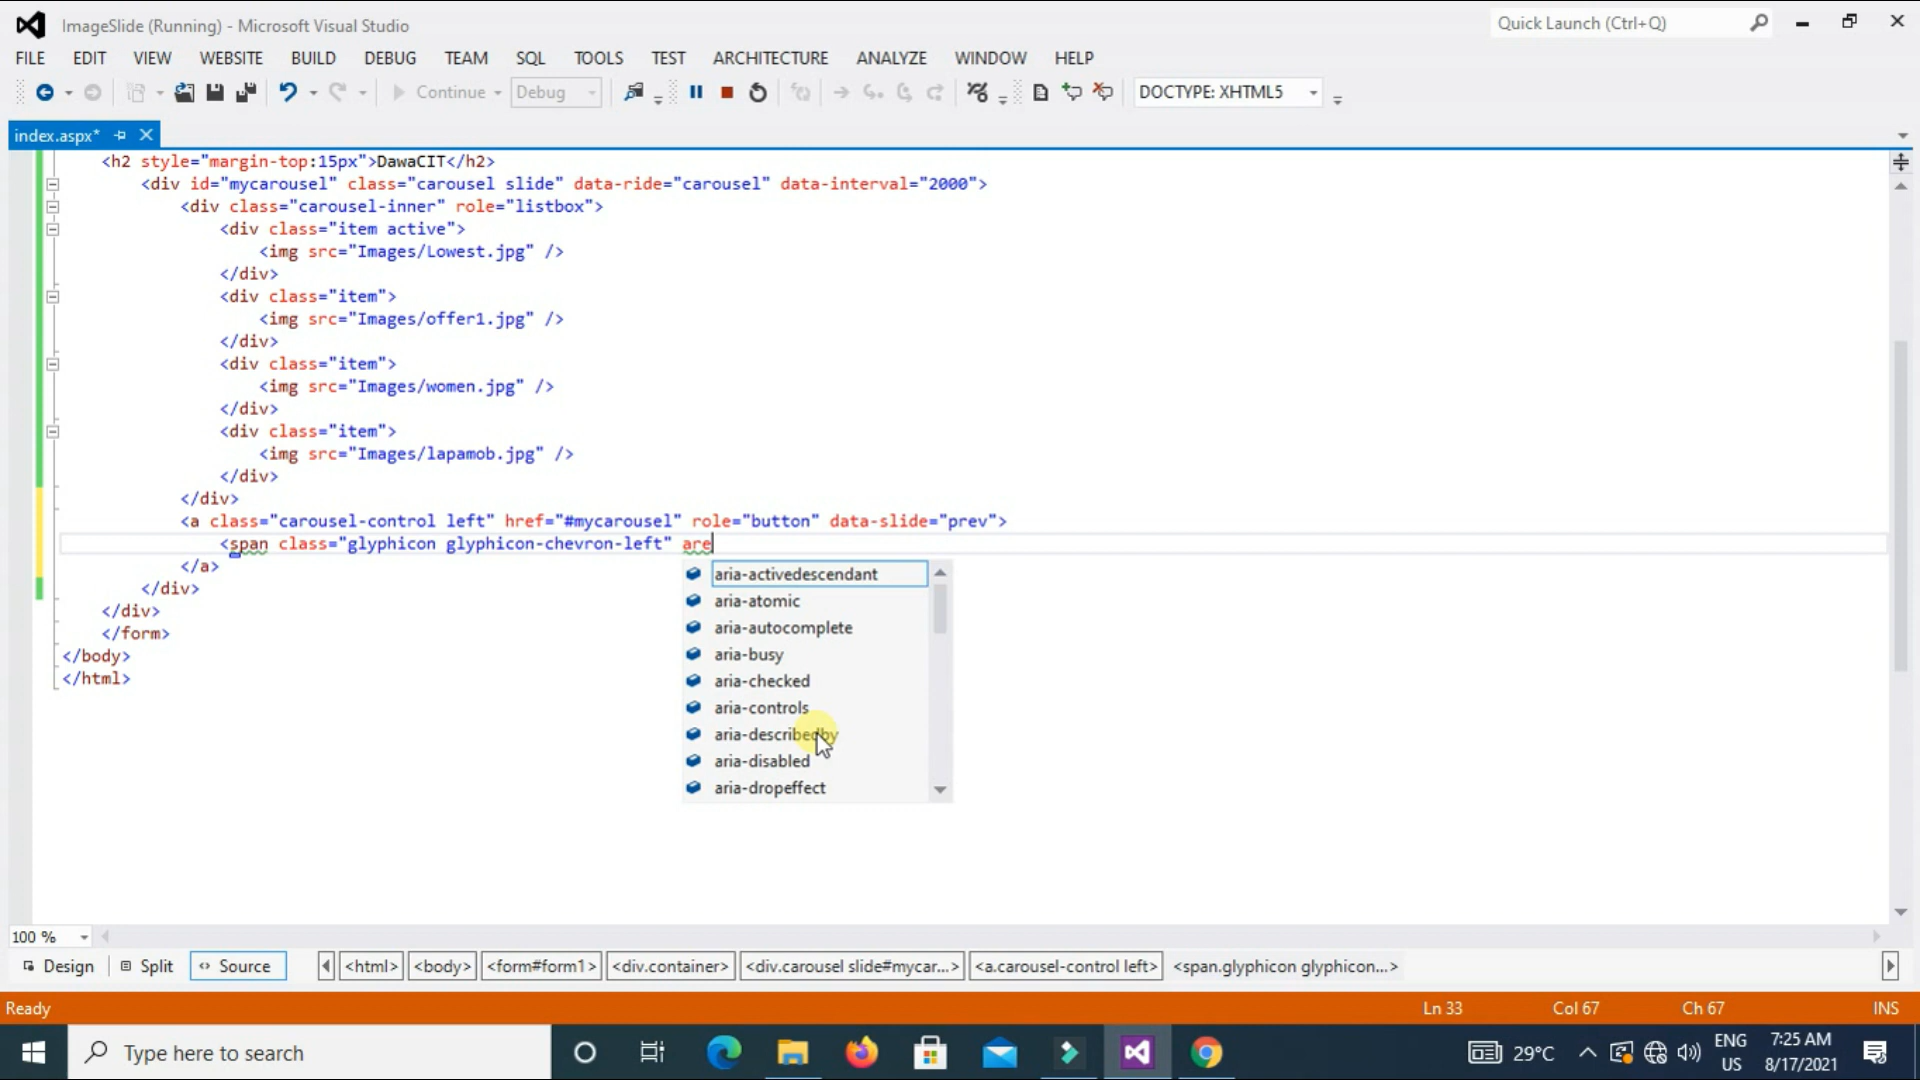 ImageSlide (Running) - Microsoft Visual Studio
Quick Launch (Ctrl+Q)
FILE EDIT VIEW WEBSITE BUILD DEBUG TEAM SQL TOOLS TEST ARCHITECTURE ANALYZE WINDOW HELP
Continue Debug DOCTYPE: XHTML5
index.aspx*
<h2 style="margin-top:15px">DawaCIT</h2>
<div id="mycarousel" class="carousel slide" data-ride="carousel" data-interval="2000">
<div class="carousel-inner" role="listbox">
<div class="item active">
<img src="Images/Lowest.jpg" />
</div>
<div class="item">
<img src="Images/offer1.jpg" />
</div>
<div class="item">
<img src="Images/women.jpg" />
</div>
<div class="item">
<img src="Images/lapamob.jpg" />
</div>
</div>
<a class="carousel-control left" href="#mycarousel" role="button" data-slide="prev">
<span class="glyphicon glyphicon-chevron-left" are
</a>
</div>
</div>
</form>
</body>
</html>
aria-activedescendant
aria-atomic
aria-autocomplete
aria-busy
aria-checked
aria-controls
aria-describedby
aria-disabled
aria-dropeffect
100 %
Design Split Source <html> <body> <form#form1> <div.container> <div.carousel slide#mycar...> <a.carousel-control left> <span.glyphicon glyphicon...>
Ready Ln 33 Col 67 Ch 67 INS
Type here to search
29°C
ENG
US
7:25 AM
8/17/2021